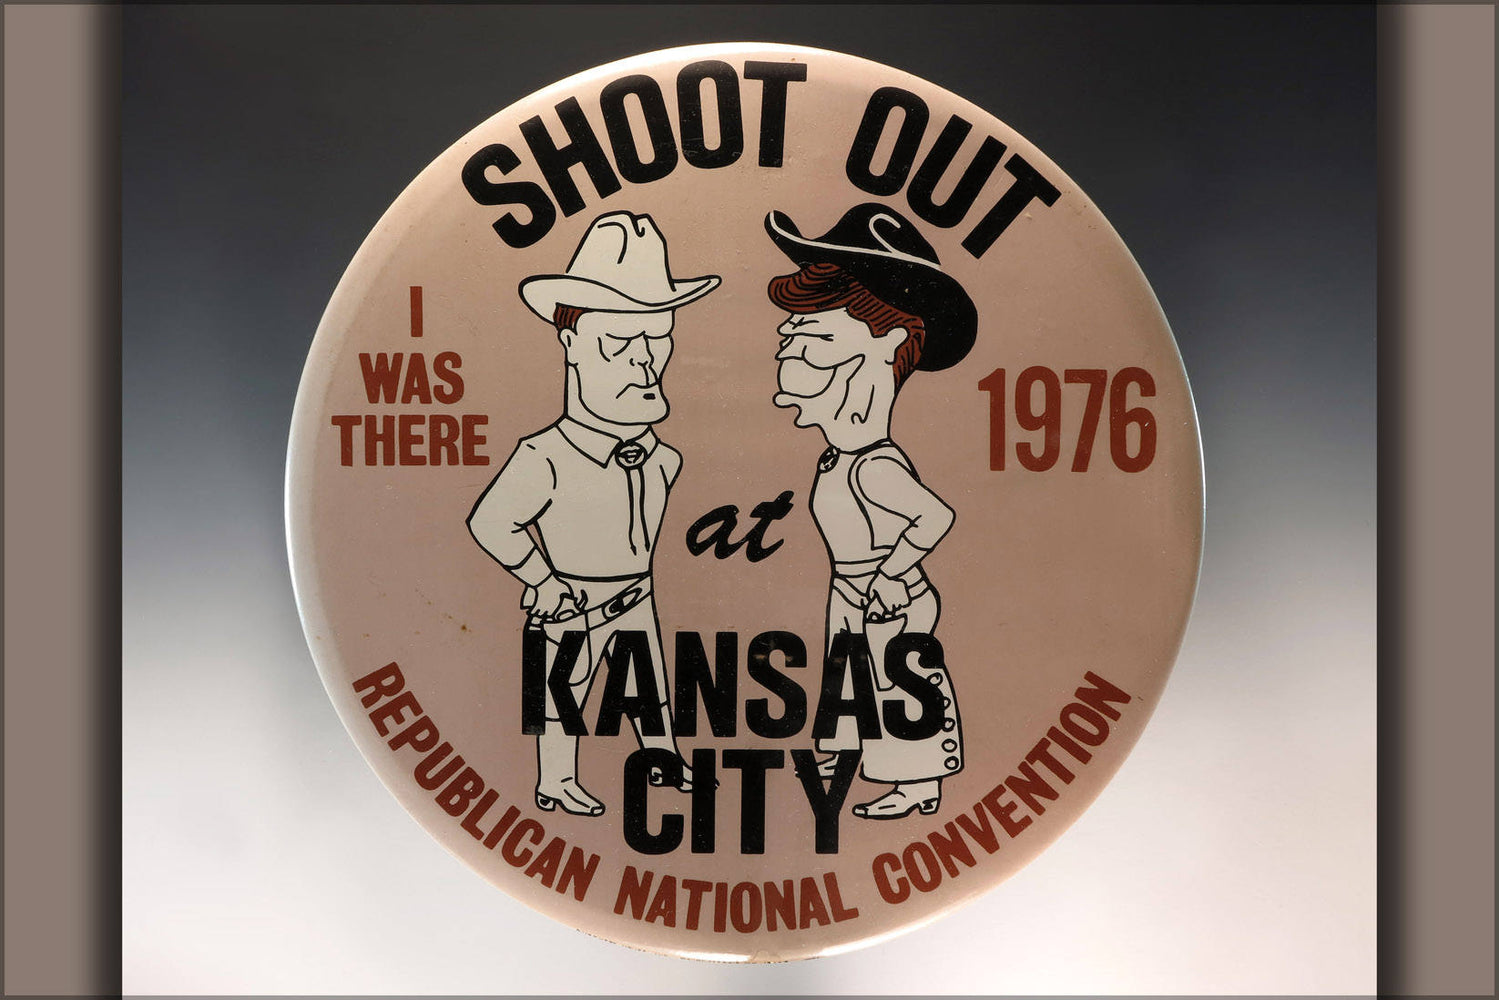 SHOOT OUT
I
WAS
THERE
1976
at
KANSAS
CITY
REPUBLICAN NATIONAL CONVENTION